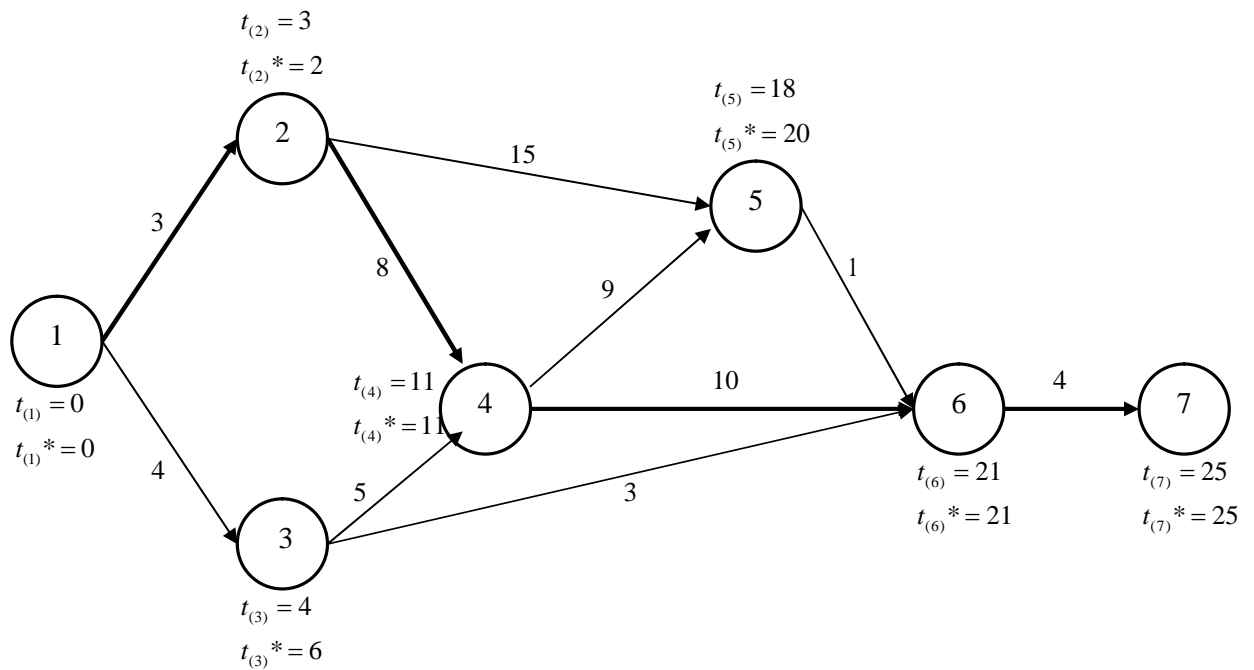 t(2) = 3
t(2)* = 2
2
t(5) = 18
t(5)* = 20
5
15
3
8
9
1
1
t(1) = 0
t(1)* = 0
t(4) = 11
t(4)* = 11
4
10
6
4
7
4
5
3
t(6) = 21
t(6)* = 21
t(7) = 25
t(7)* = 25
3
t(3) = 4
t(3)* = 6